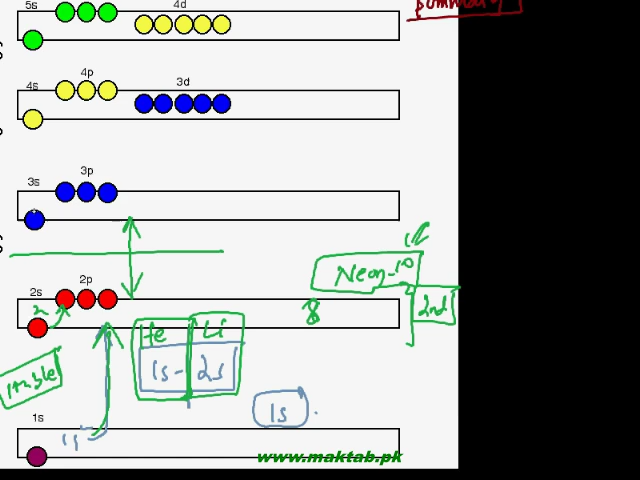 5s
4d
Summary
4s
4p
3d
3s
3p
Neon-10
2s
2p
8
2nd
He
Li
1s - 2s
1s
1s
www.maktab.pk